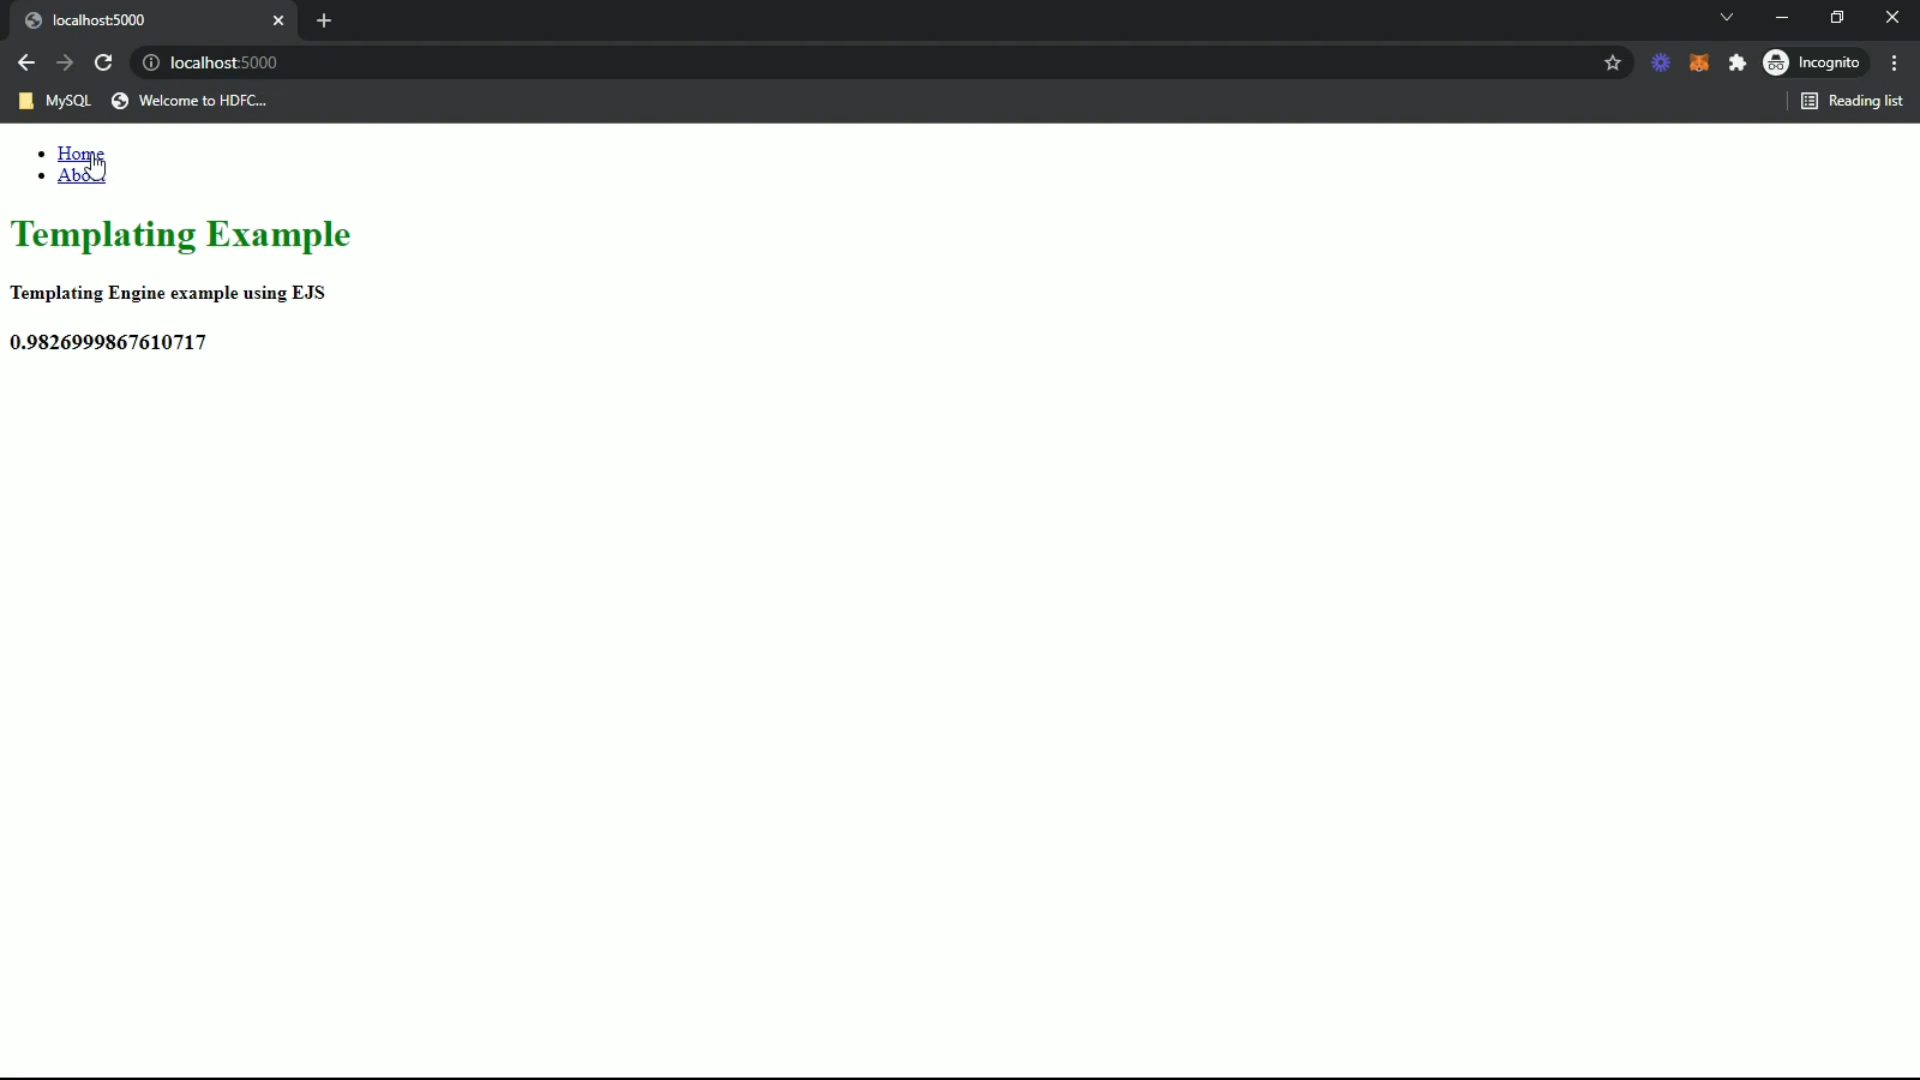 localhost:5000
localhost:5000
Incognito
MySQL
Welcome to HDFC...
Reading list
Home
Templating Example
Templating Engine example using EJS
0.9826999867610717